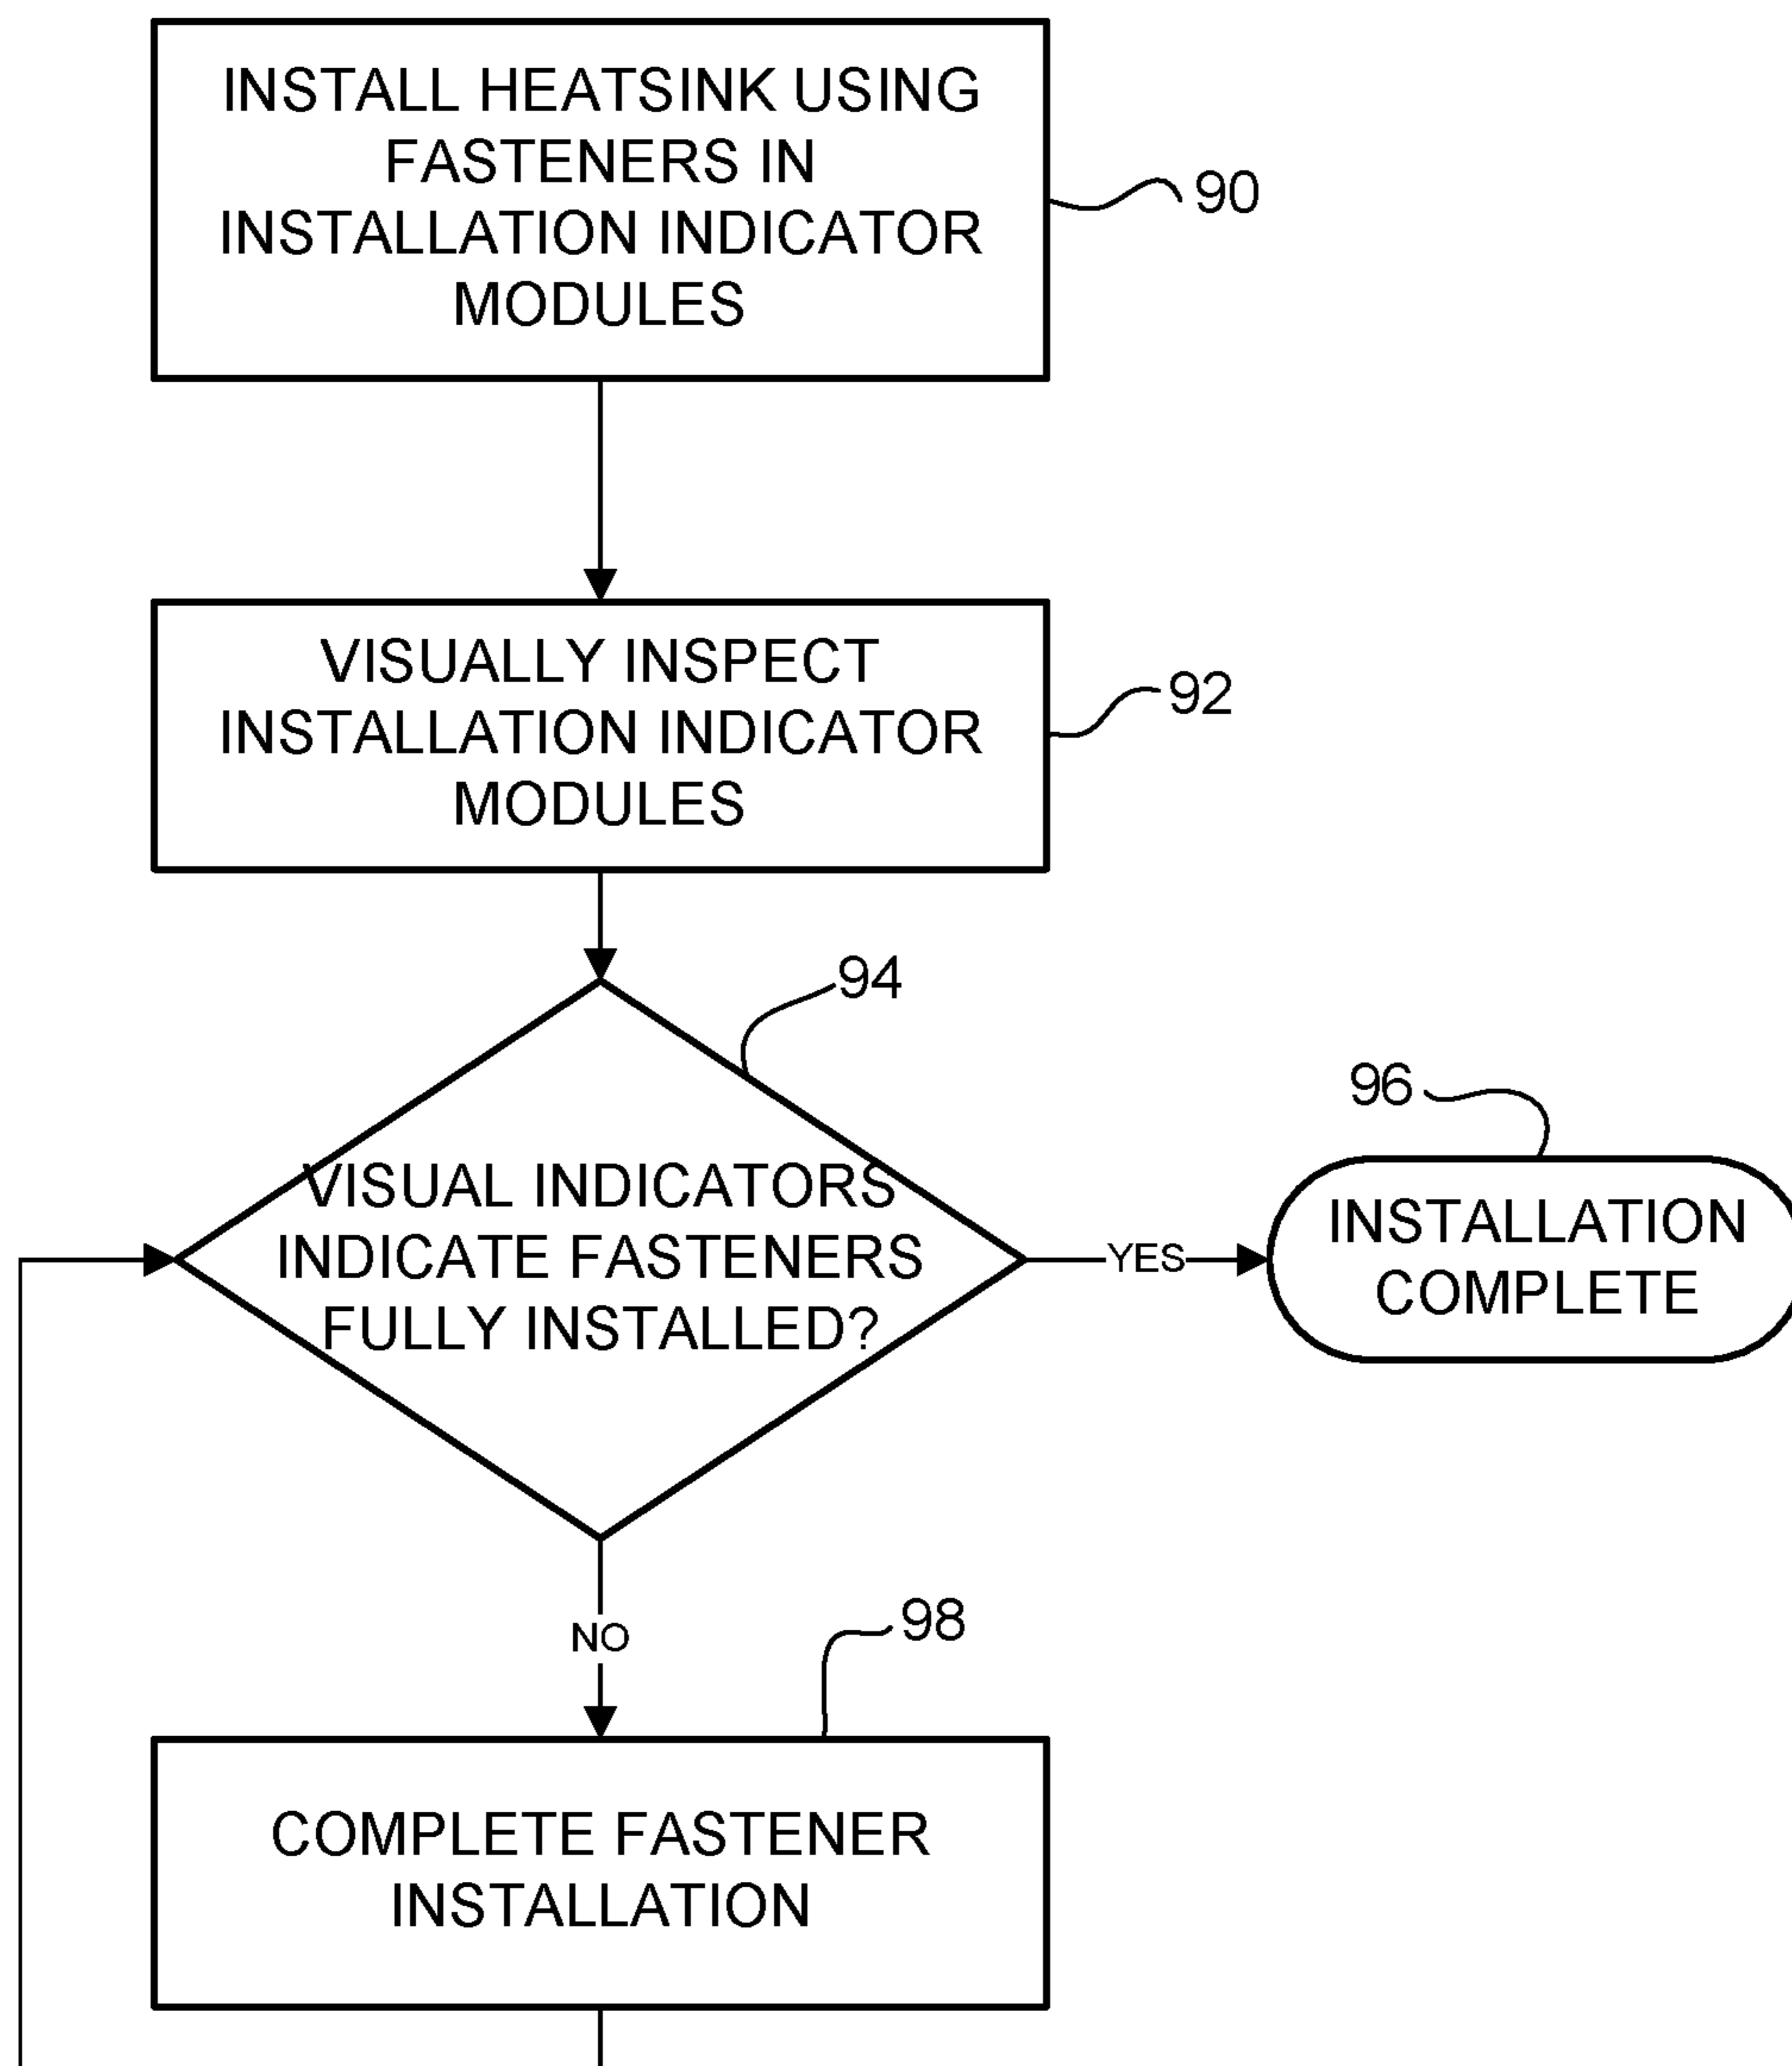 INSTALL HEATSINK USING
FASTENERS IN
INSTALLATION INDICATOR
MODULES
90
VISUALLY INSPECT
INSTALLATION INDICATOR
MODULES
92
94
VISUAL INDICATORS
INDICATE FASTENERS
FULLY INSTALLED?
YES
96
INSTALLATION
COMPLETE
NO
98
COMPLETE FASTENER
INSTALLATION